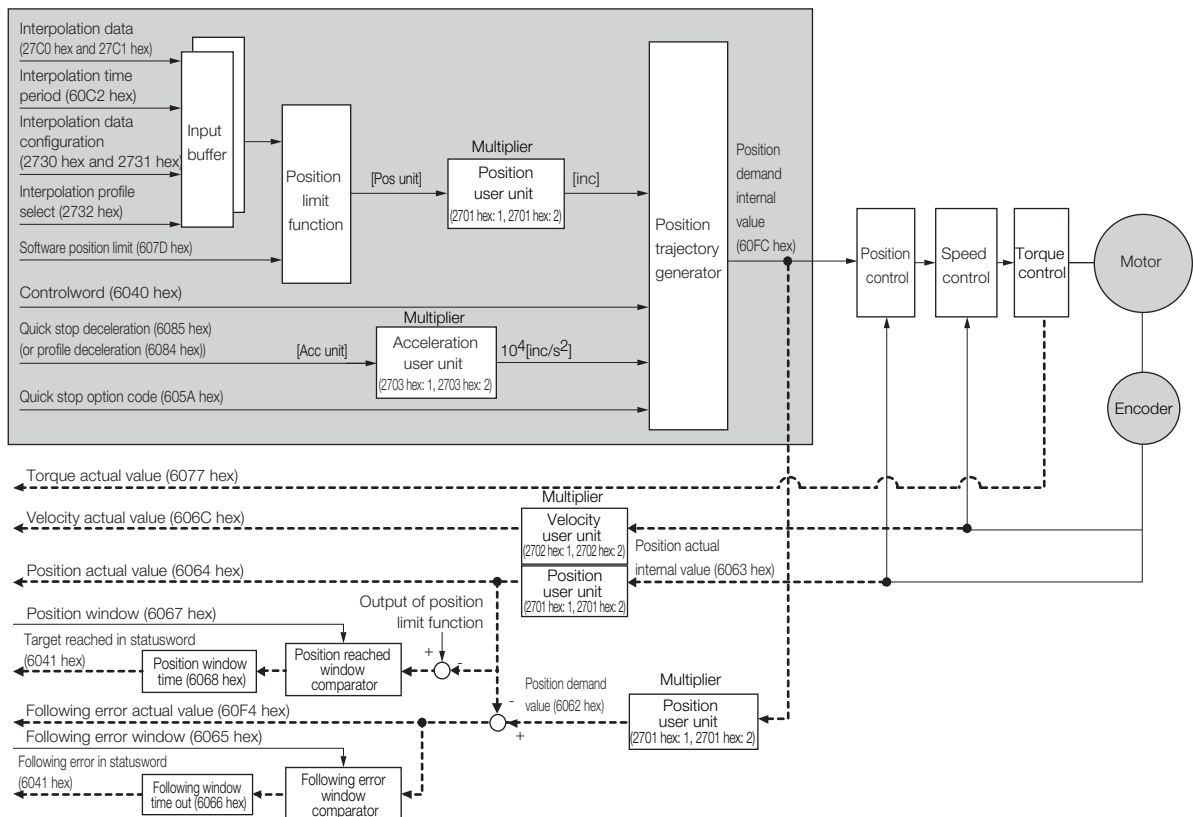 Interpolation data
(27C0 hex and 27C1 hex)
Interpolation time
period (60C2 hex)
Interpolation data
configuration
(2730 hex and 2731 hex)
Interpolation profile
select (2732 hex)
Software position limit (607D hex)
Controlword (6040 hex)
Quick stop deceleration (6085 hex)
(or profile deceleration (6084 hex))
Quick stop option code (605A hex)
Input
buffer
Position
limit
function
[Pos unit]
Multiplier
Position
user unit
(2701 hex: 1, 2701 hex: 2)
[inc]
[Acc unit]
Multiplier
Acceleration
user unit
(2703 hex: 1, 2703 hex: 2)
10⁴[inc/s²]
Position
trajectory
generator
Position
demand
internal
value
(60FC hex)
Position
control
Speed
control
Torque
control
Motor
Encoder
Torque actual value (6077 hex)
Velocity actual value (606C hex)
Multiplier
Velocity
user unit
(2702 hex: 1, 2702 hex: 2)
Position actual
internal value (6063 hex)
Position actual value (6064 hex)
Position
user unit
(2701 hex: 1, 2701 hex: 2)
Output of position
limit function
+
-
Position window (6067 hex)
Target reached in statusword
(6041 hex)
Position window
time (6068 hex)
Position reached
window
comparator
Position demand
value (6062 hex)
-
+
Multiplier
Position
user unit
(2701 hex: 1, 2701 hex: 2)
Following error actual value (60F4 hex)
Following error window (6065 hex)
Following error in statusword
(6041 hex)
Following window
time out (6066 hex)
Following error
window
comparator